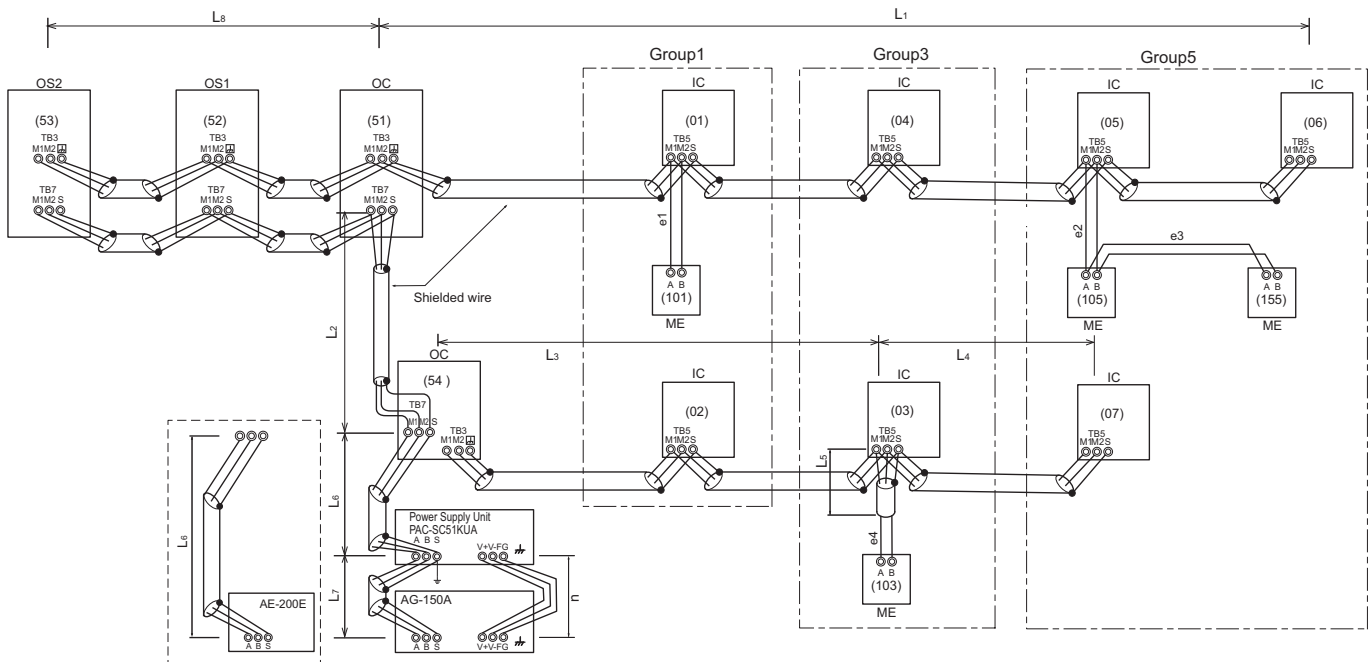 L8
L1
Group1
Group3
Group5
OS2
OS1
OC
IC
IC
IC
IC
(53)
(52)
(51)
(01)
(04)
(05)
(06)
TB3
M1M2
TB3
M1M2
TB3
M1M2
TB5
M1M2S
TB5
M1M2S
TB5
M1M2S
TB5
M1M2S
TB7
M1M2 S
TB7
M1M2 S
TB7
M1M2 S
e1
e2
e3
A B
(101)
ME
A B
(105)
ME
A B
(155)
ME
Shielded wire
L2
L3
L4
OC
(54 )
TB7
M1M2 S
TB3
M1M2
IC
(02)
TB5
M1M2S
IC
(03)
TB5
M1M2S
IC
(07)
TB5
M1M2S
L5
e4
A B
(103)
ME
L6
L6
L7
Power Supply Unit
PAC-SC51KUA
A B S
V+V-FG
n
AG-150A
A B S
V+V-FG
AE-200E
A B S